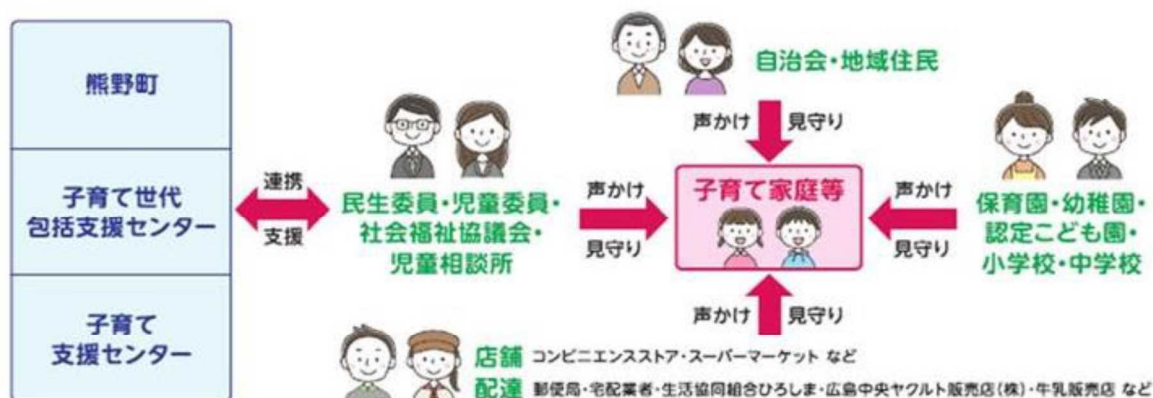 熊野町
子育て世代
包括支援センター
子育て
支援センター
連携
支援
民生委員・児童委員・
社会福祉協議会・
児童相談所
声かけ
見守り
自治会・地域住民
声かけ 見守り
子育て家庭等
声かけ
見守り
保育園・幼稚園・
認定こども園・
小学校・中学校
声かけ 見守り
店舗 コンビニエンスストア・スーパーマーケット など
配達 郵便局・宅配業者・生活協同組合ひろしま・広島中央ヤクルト販売店(株)・牛乳販売店 など